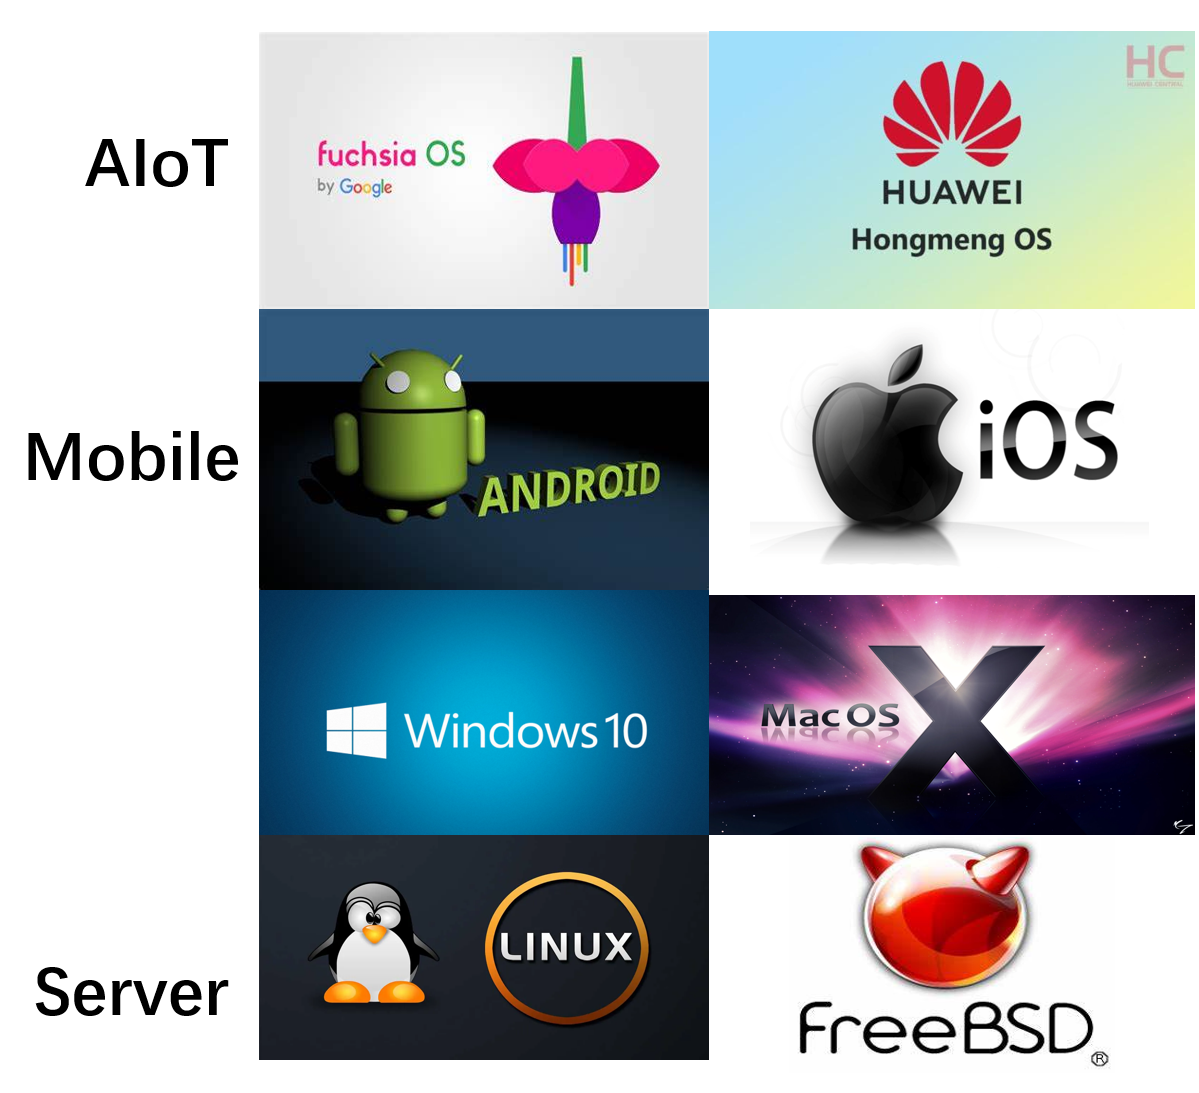 AIoT
fuchsia OS
by Google
HC
HUAWEI CENTRAL
HUAWEI
Hongmeng OS
Mobile
ANDROID
iOS
Windows 10
Mac OS X
Server
LINUX
FreeBSD®